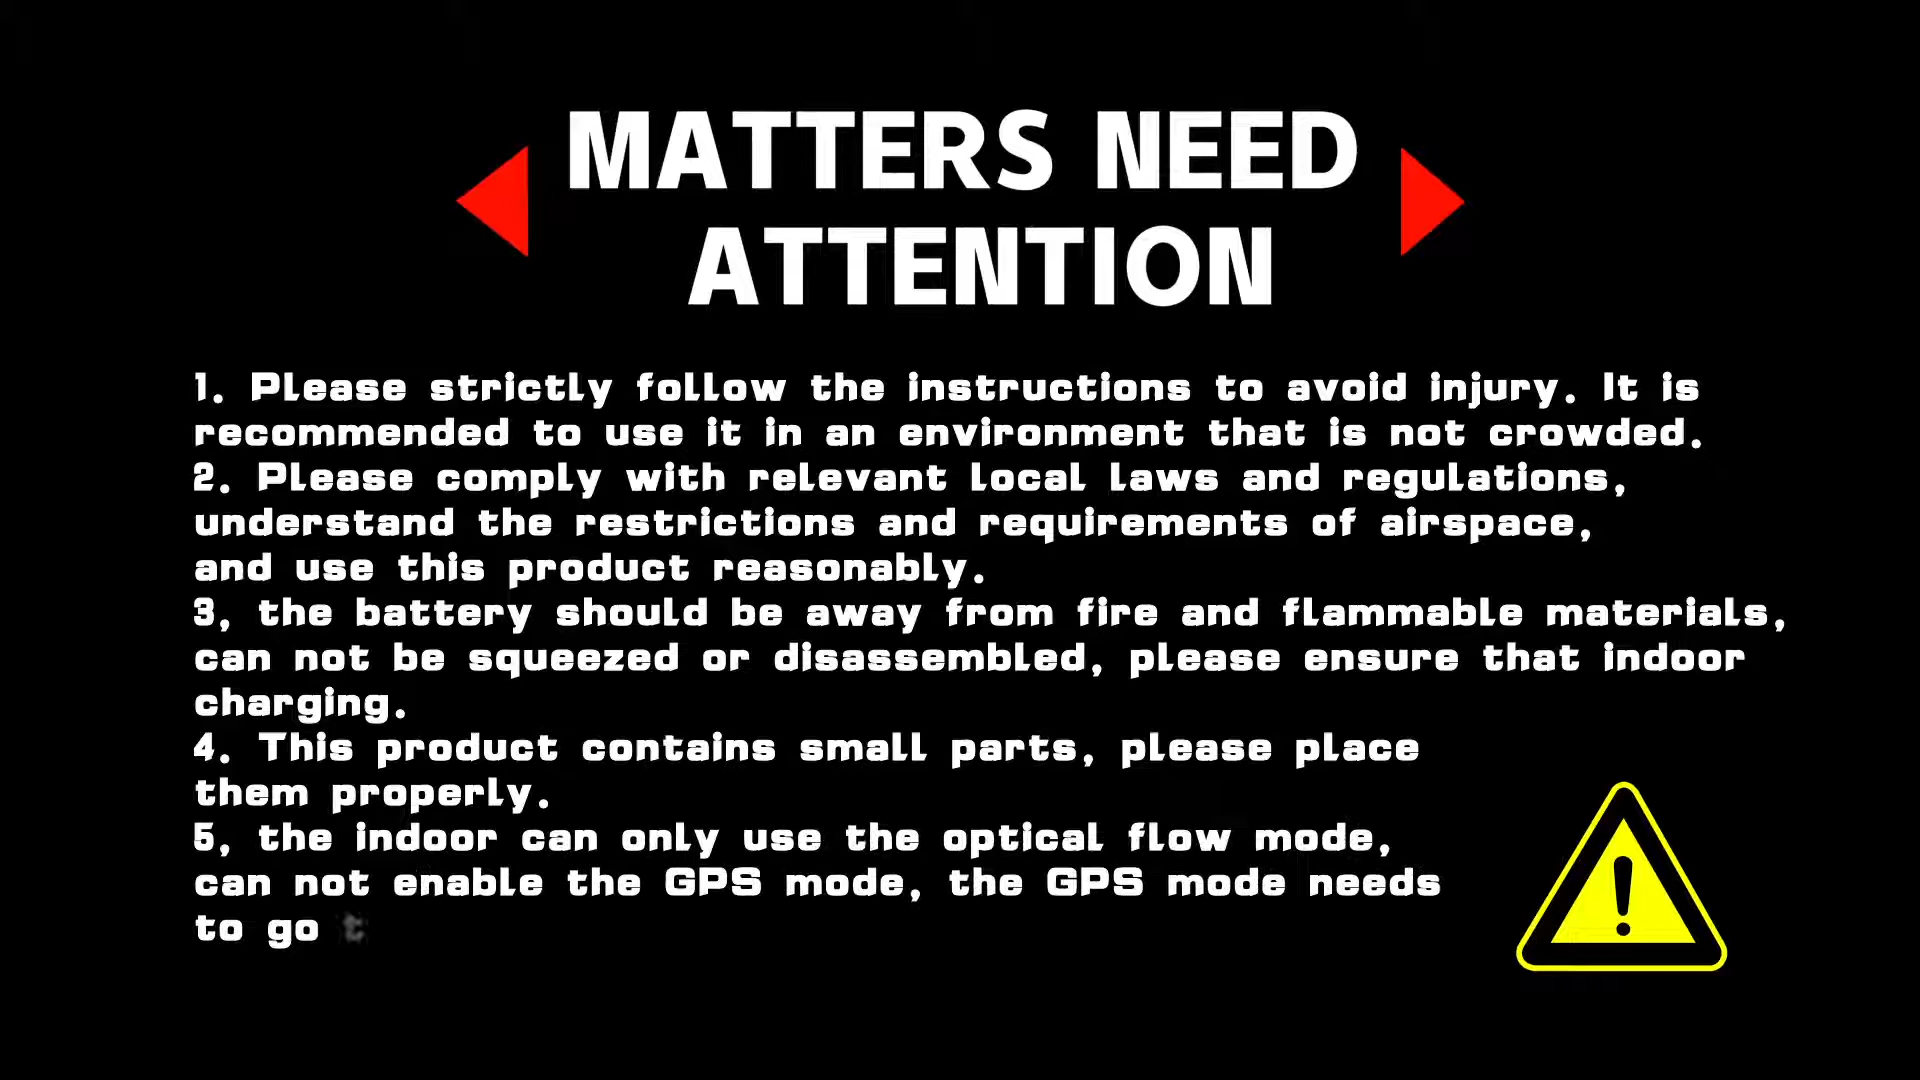 MATTERS NEED
ATTENTION
1. Please strictly follow the instructions to avoid injury. It is
recommended to use it in an environment that is not crowded.
2. Please comply with relevant local laws and regulations,
understand the restrictions and requirements of airspace,
and use this product reasonably.
3, the battery should be away from fire and flammable materials,
can not be squeezed or disassembled, please ensure that indoor
charging.
4. This product contains small parts, please place
them properly.
5, the indoor can only use the optical flow mode,
can not enable the GPS mode, the GPS mode needs
to go
!